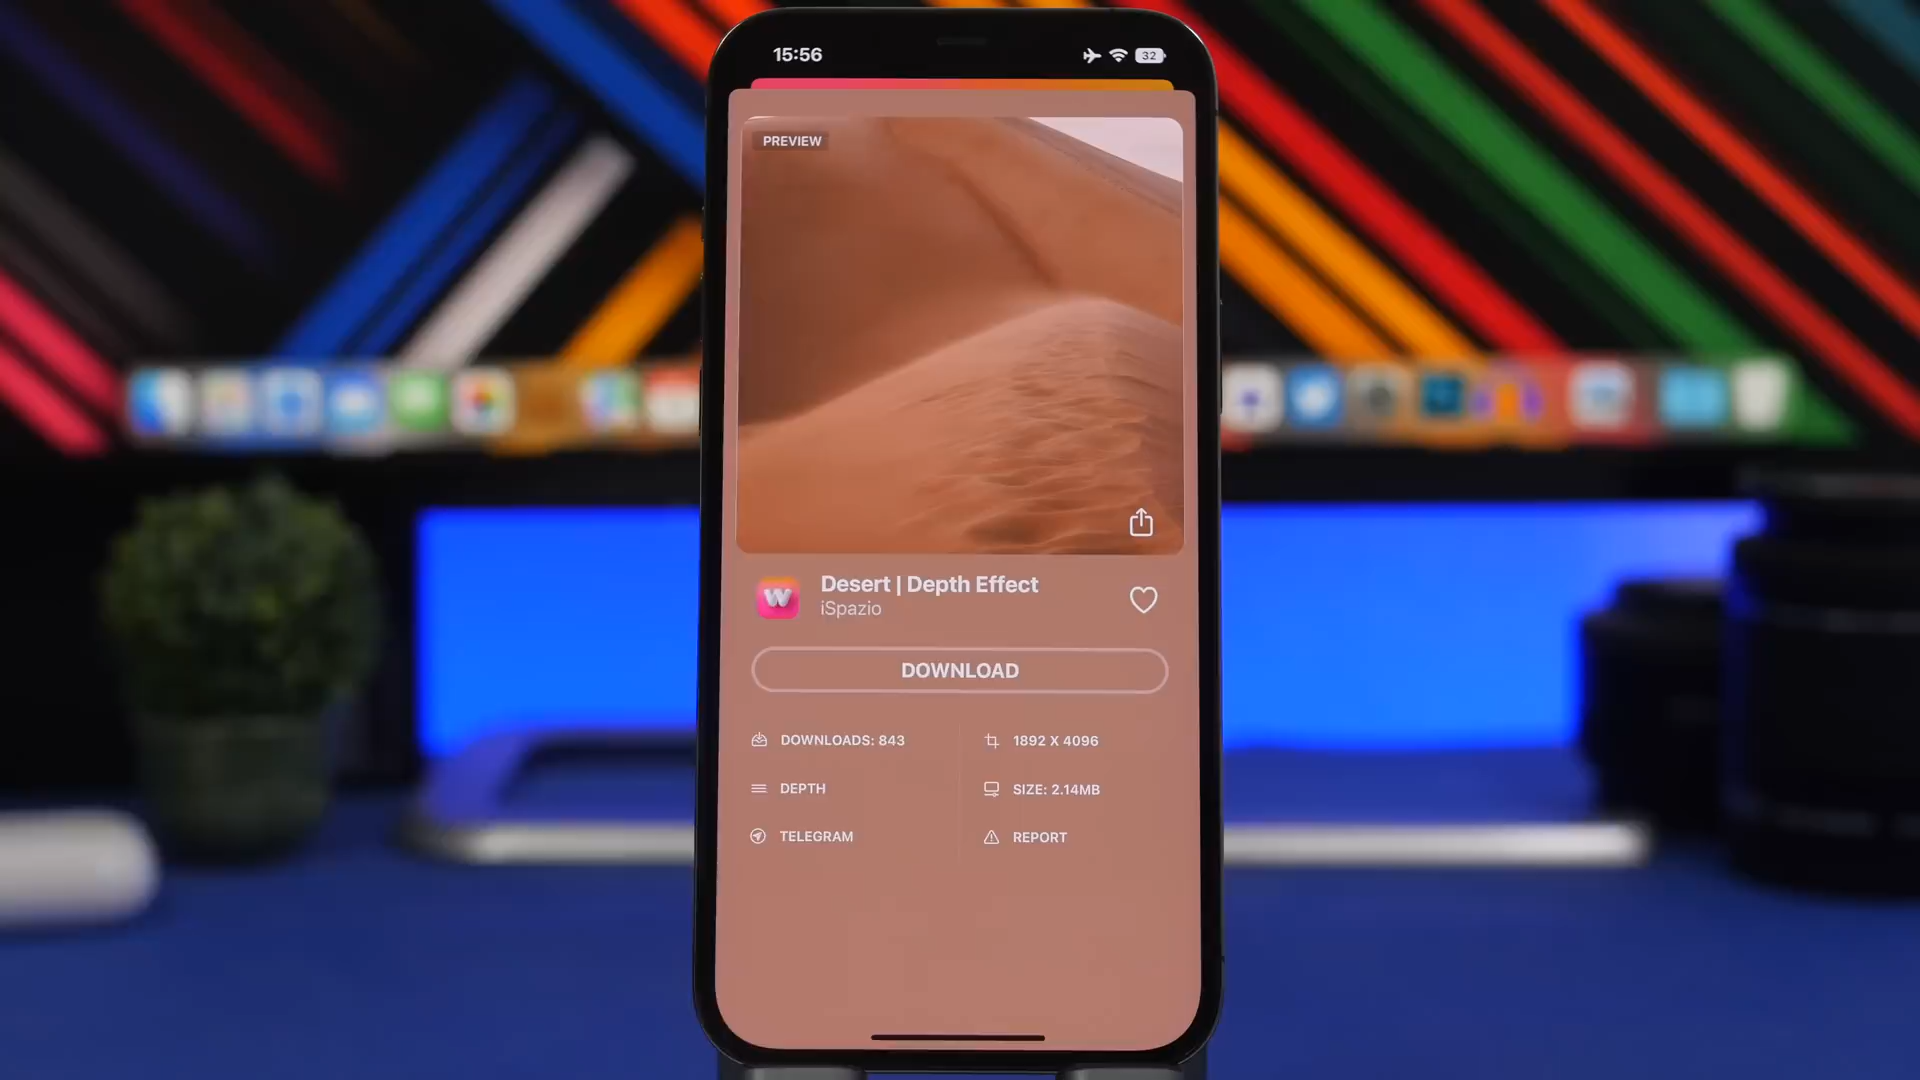 15:56
32
PREVIEW
W
Desert | Depth Effect
iSpazio
DOWNLOAD
DOWNLOADS: 843
1892 X 4096
DEPTH
SIZE: 2.14MB
TELEGRAM
REPORT